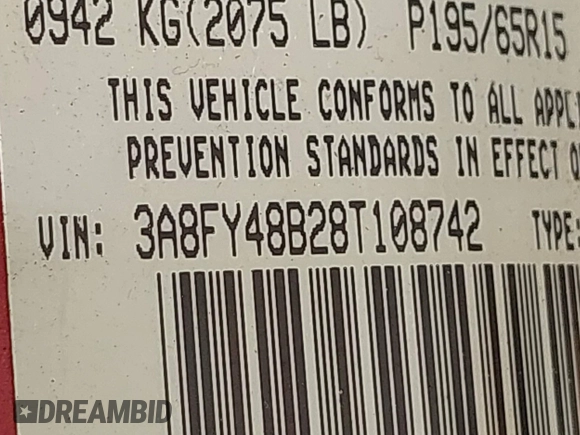 0942 KG(2075 LB) P195/65R15
THIS VEHICLE CONFORMS TO ALL
PREVENTION STANDARDS IN EFFECT
VIN: 3A8FY48B28T108742 TYPE:
DREAMBID